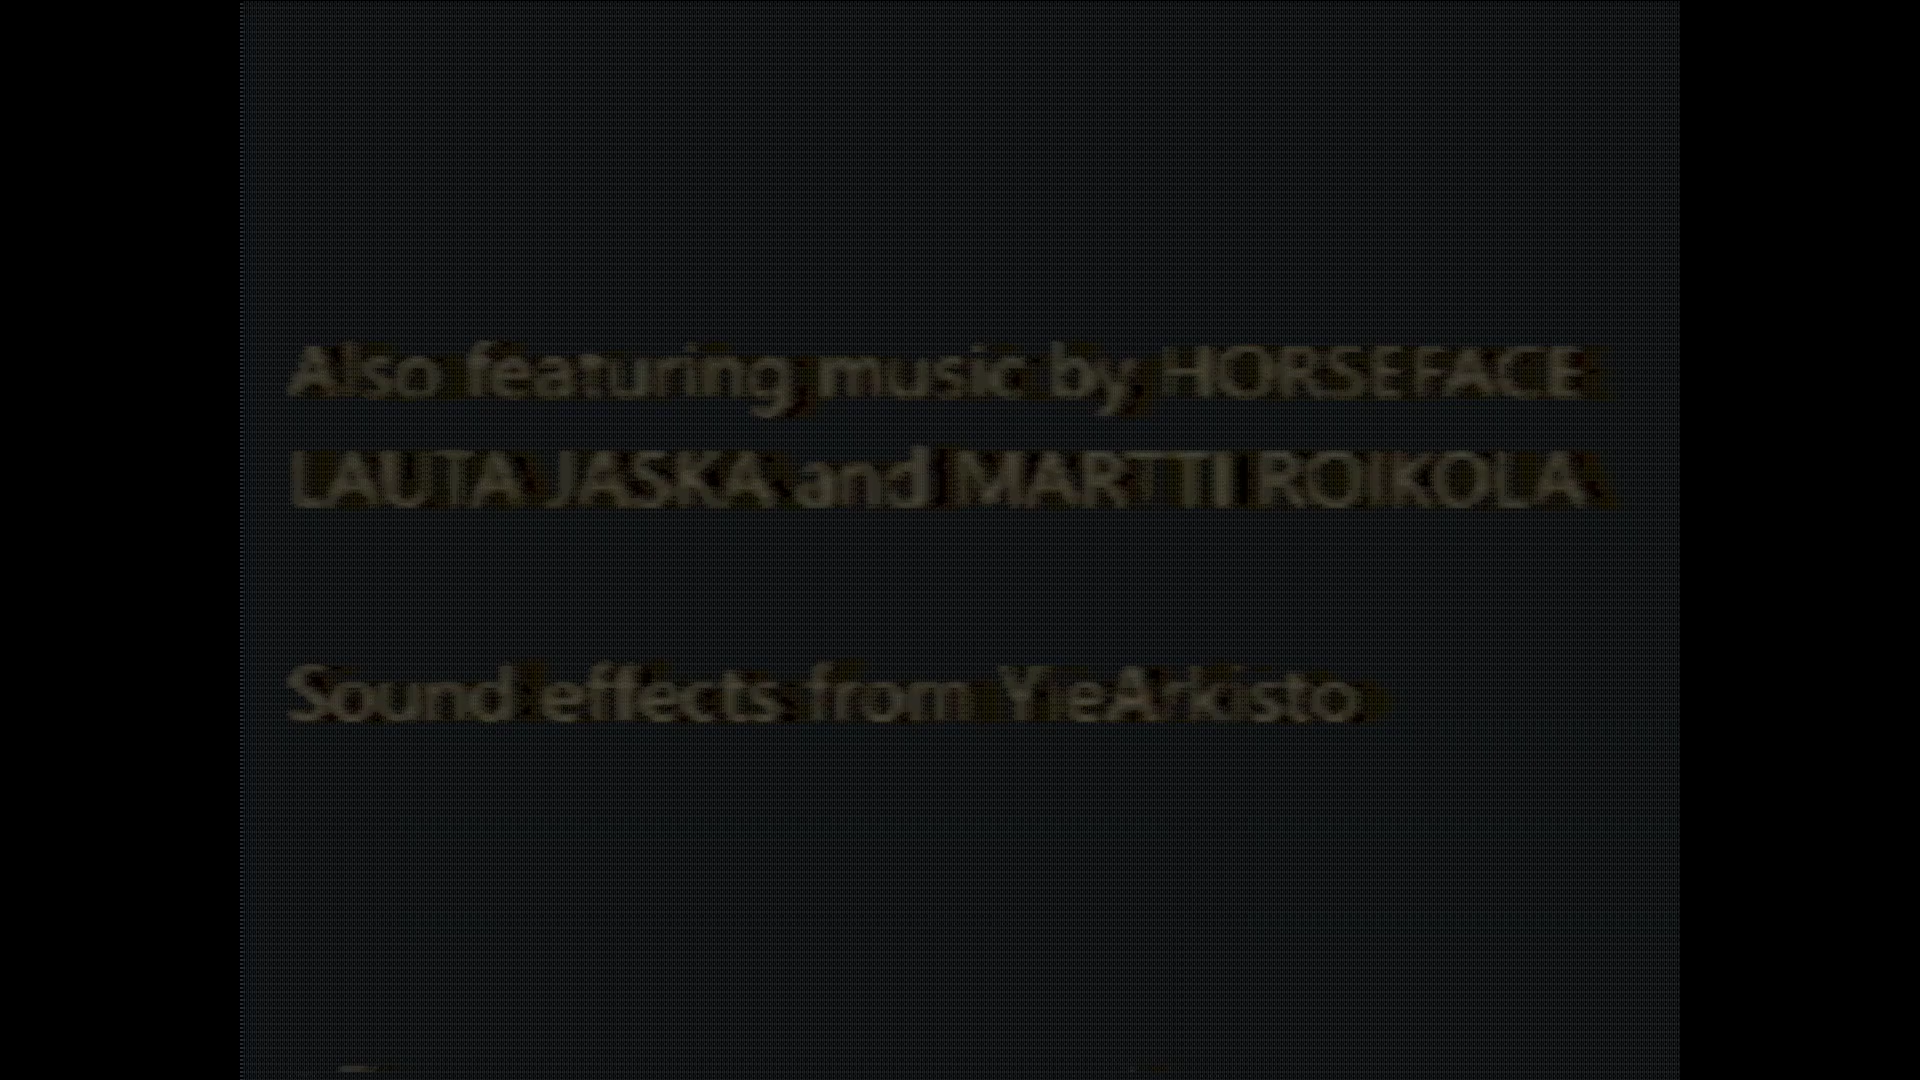 Also featuring music by HORSEFACE
LAUTA JASKA and MARTTI ROIKOLA
Sound effects from YleArkisto